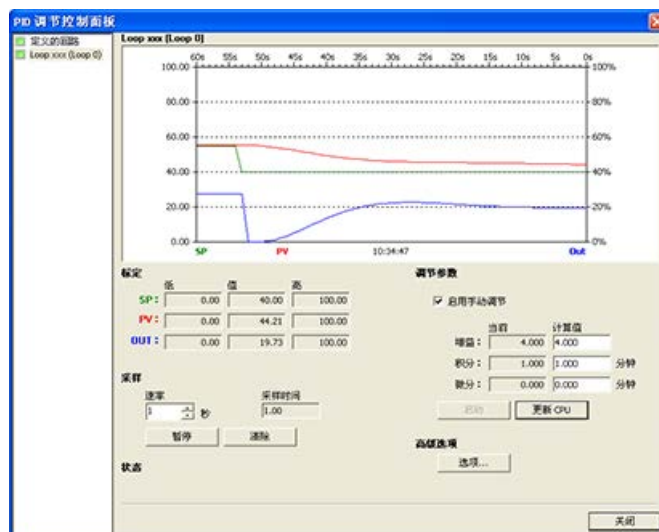 PID 调节控制面板
定义的回路
Loop xxx (Loop 0)
Loop xxx (Loop 0)
60s 55s 50s 45s 40s 35s 30s 25s 20s 15s 10s 5s 0s
100.00 100%
80.00 80%
60.00 60%
40.00 40%
20.00 20%
0.00 0%
SP PV 10:34:47 Out
标定
低 值 高
SP: 0.00 40.00 100.00
PV: 0.00 44.21 100.00
OUT: 0.00 19.73 100.00
采样
速率 采样时间
1 秒 1.00
暂停 清除
状态
调节参数
启用手动调节
当前 计算值
增益: 4.000 4.000
积分: 1.000 1.000 分钟
微分: 0.000 0.000 分钟
启动 更新 CPU
高级选项
选项...
关闭